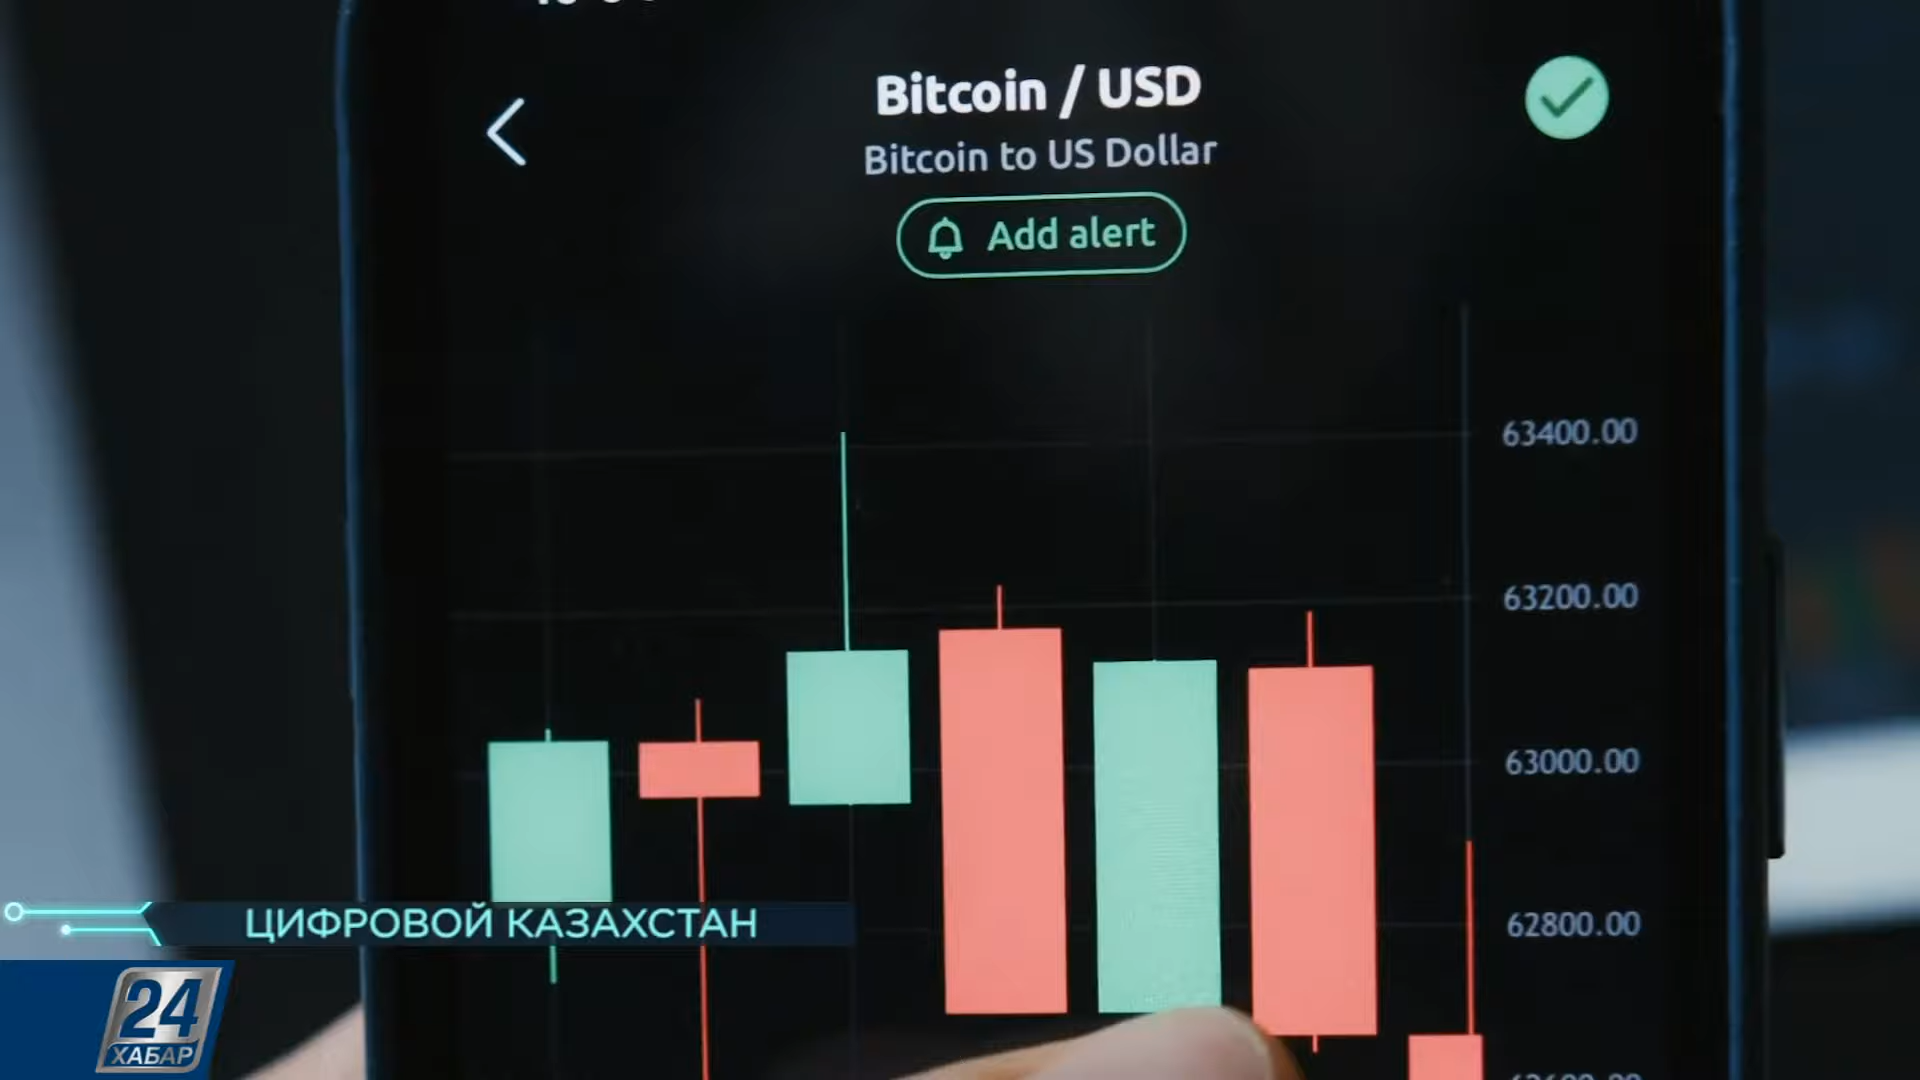 Bitcoin / USD
Bitcoin to US Dollar
Add alert
63400.00
63200.00
63000.00
62800.00
ЦИФРОВОЙ КАЗАХСТАН
24
ХАБАР